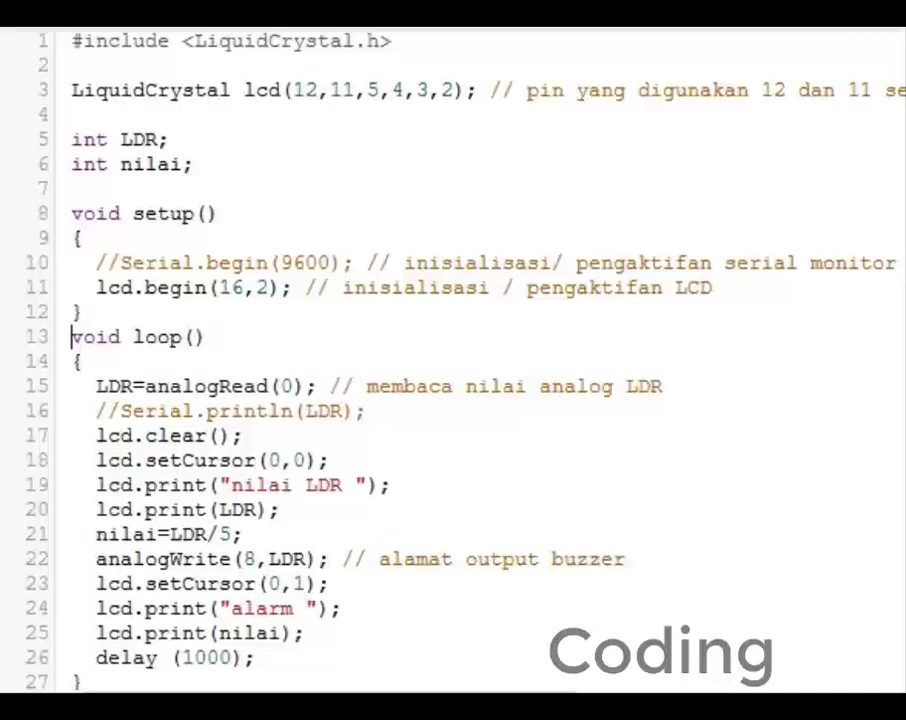 1 #include <LiquidCrystal.h>
2
3 LiquidCrystal lcd(12,11,5,4,3,2); // pin yang digunakan 12 dan 11 se
4
5 int LDR;
6 int nilai;
7
8 void setup()
9 {
10 //Serial.begin(9600); // inisialisasi/ pengaktifan serial monitor
11 lcd.begin(16,2); // inisialisasi / pengaktifan LCD
12 }
13 void loop()
14 {
15 LDR=analogRead(0); // membaca nilai analog LDR
16 //Serial.println(LDR);
17 lcd.clear();
18 lcd.setCursor(0,0);
19 lcd.print("nilai LDR ");
20 lcd.print(LDR);
21 nilai=LDR/5;
22 analogWrite(8,LDR); // alamat output buzzer
23 lcd.setCursor(0,1);
24 lcd.print("alarm ");
25 lcd.print(nilai);
26 delay (1000);
27 }
Coding